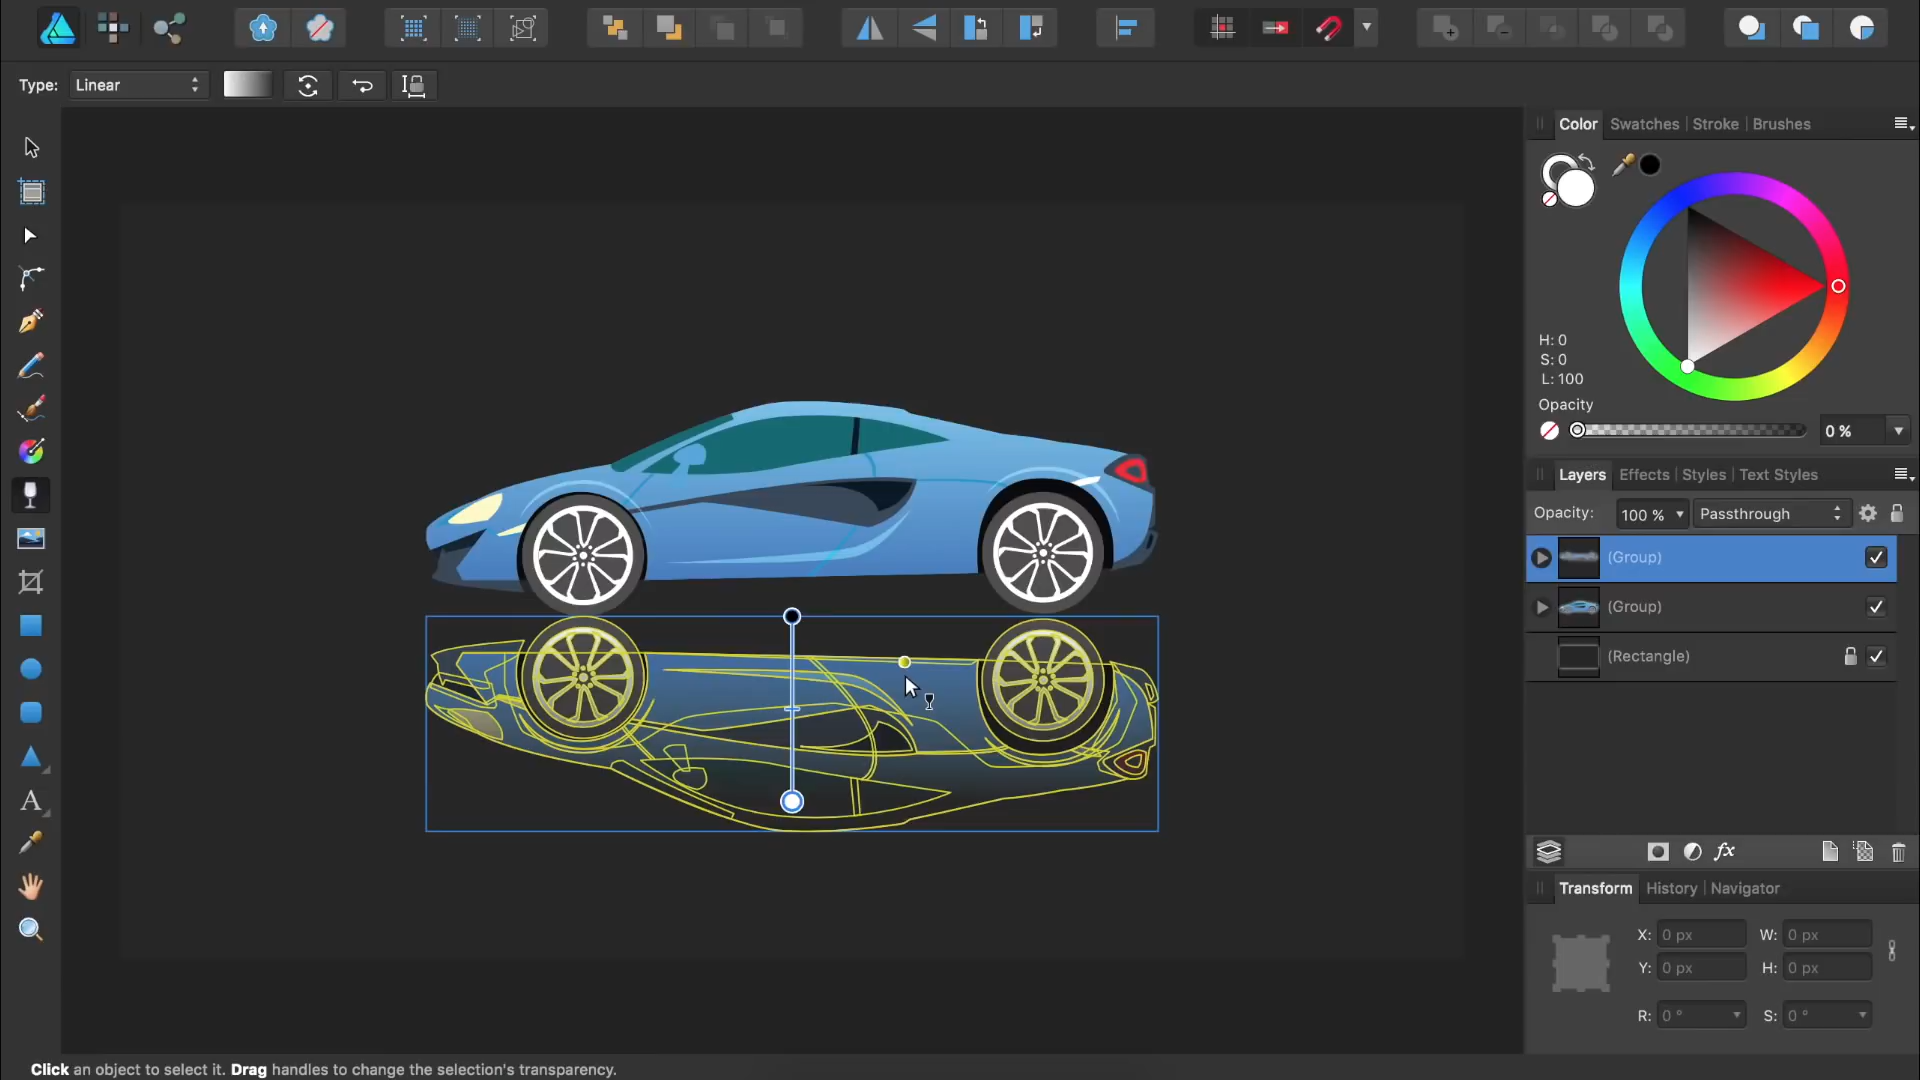 Type: Linear
Color Swatches Stroke Brushes
H: 0
S: 0
L: 100
Opacity
0 %
Layers Effects Styles Text Styles
Opacity: 100 % Passthrough
(Group)
(Group)
(Rectangle)
fx
Transform History Navigator
X: 0 px W: 0 px
Y: 0 px H: 0 px
R: 0 ° S: 0 °
A
Click an object to select it. Drag handles to change the selection's transparency.